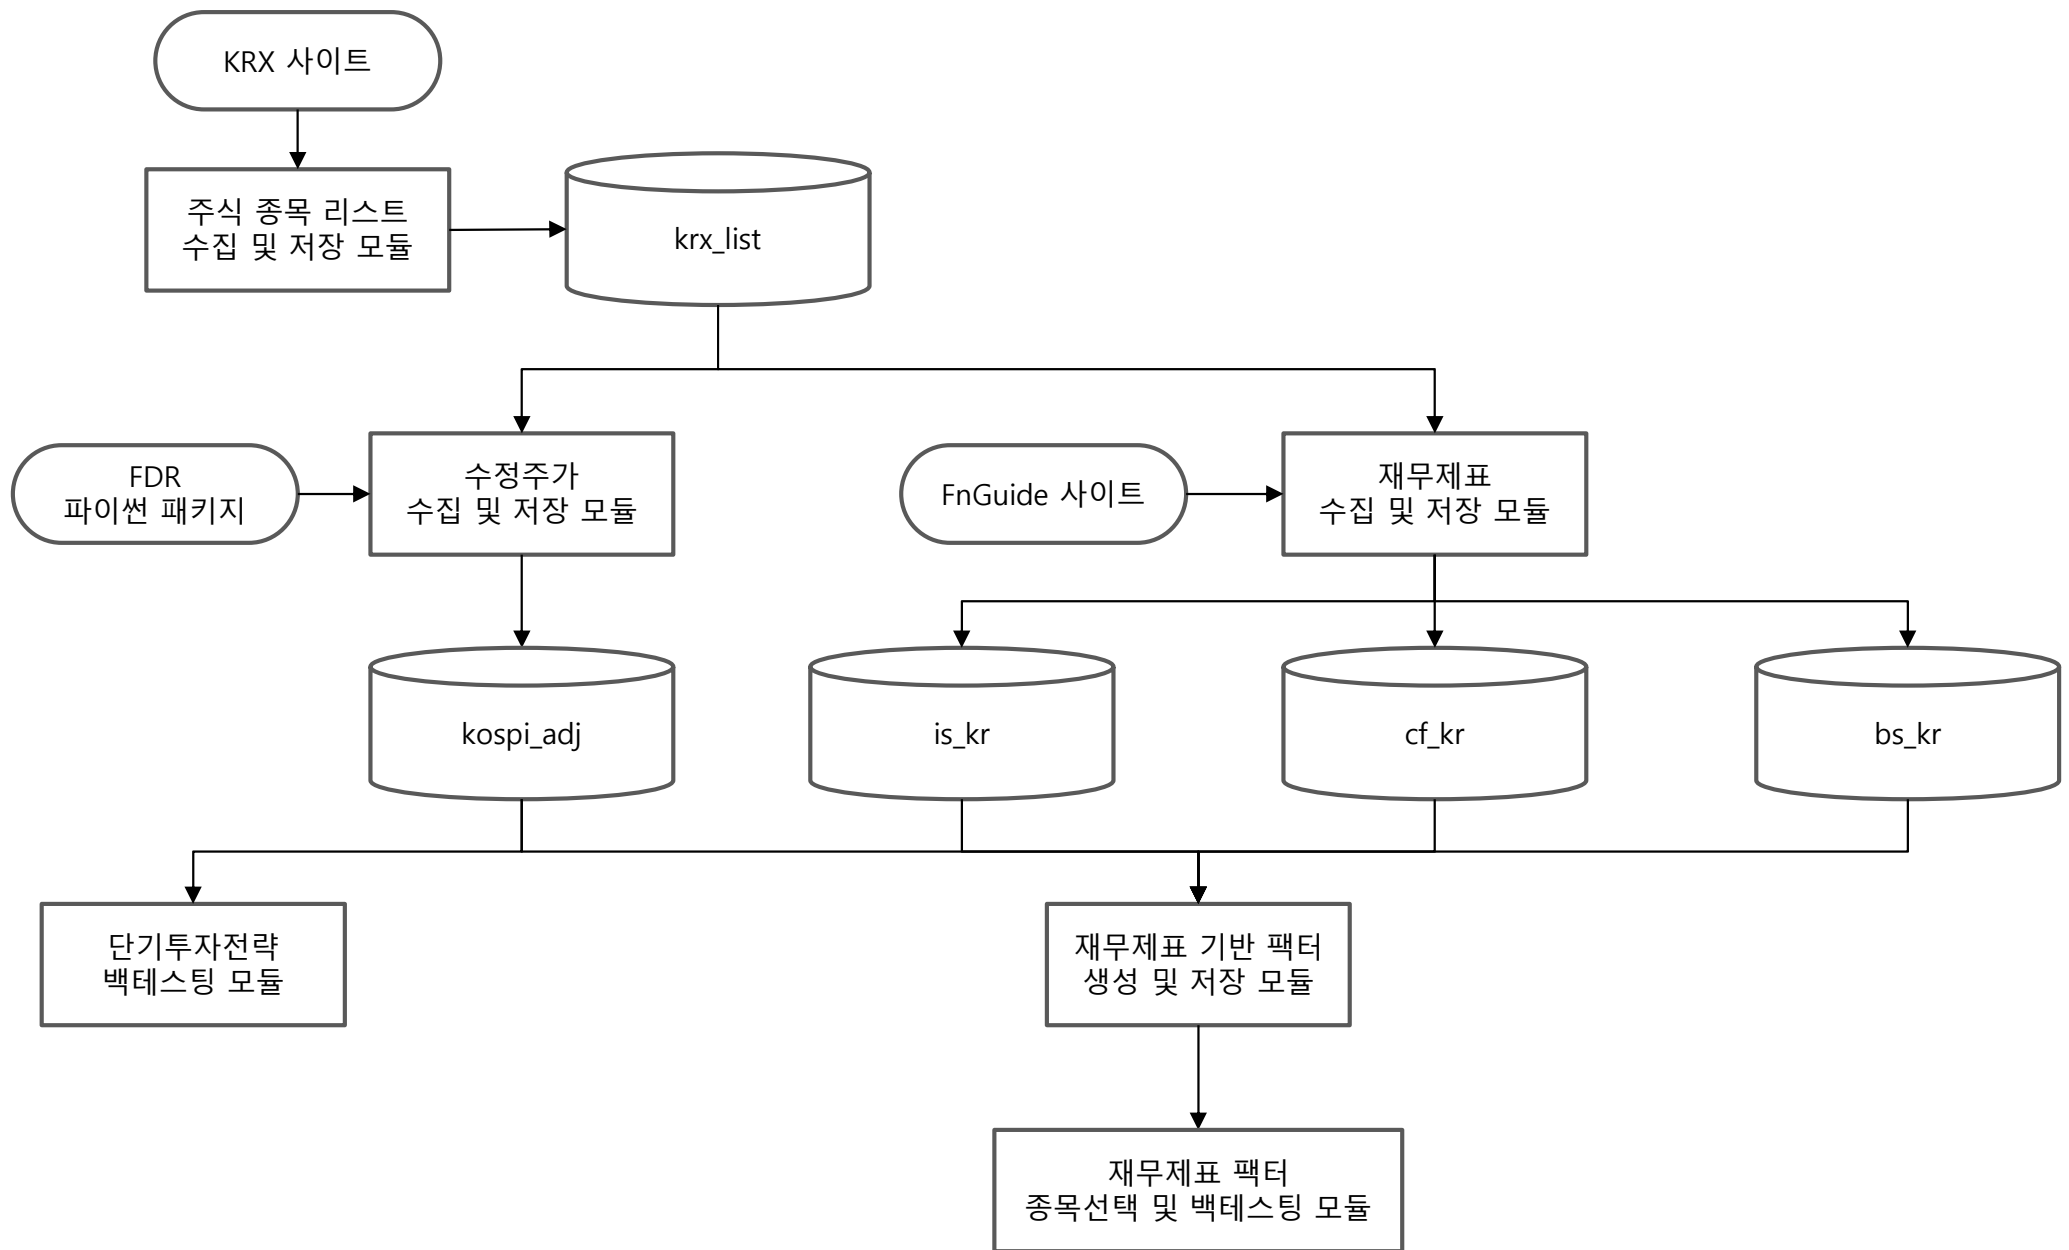 KRX 사이트
주식 종목 리스트
수집 및 저장 모듈
krx_list
FDR
파이썬 패키지
수정주가
수집 및 저장 모듈
FnGuide 사이트
재무제표
수집 및 저장 모듈
kospi_adj
is_kr
cf_kr
bs_kr
단기투자전략
백테스팅 모듈
재무제표 기반 팩터
생성 및 저장 모듈
재무제표 팩터
종목선택 및 백테스팅 모듈